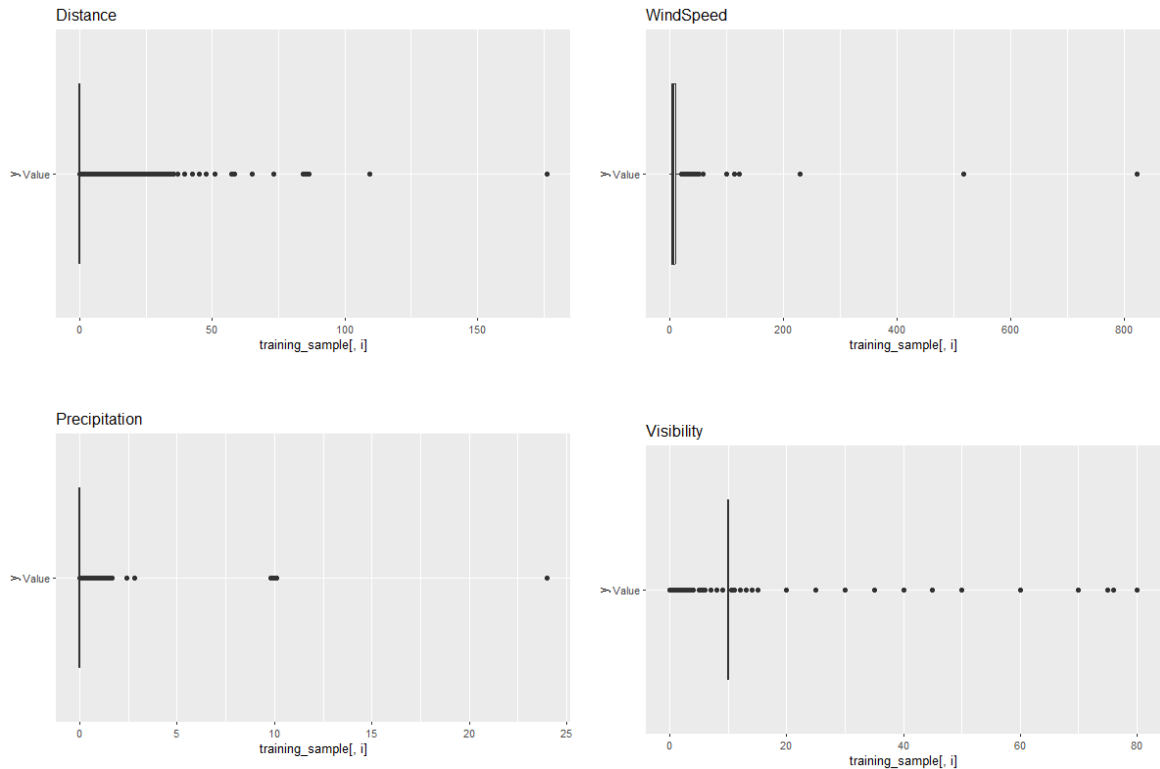 Distance
y Value
0 50 100 150
training_sample[, i]
WindSpeed
y Value
0 200 400 600 800
training_sample[, i]
Precipitation
y Value
0 5 10 15 20 25
training_sample[, i]
Visibility
y Value
0 20 40 60 80
training_sample[, i]